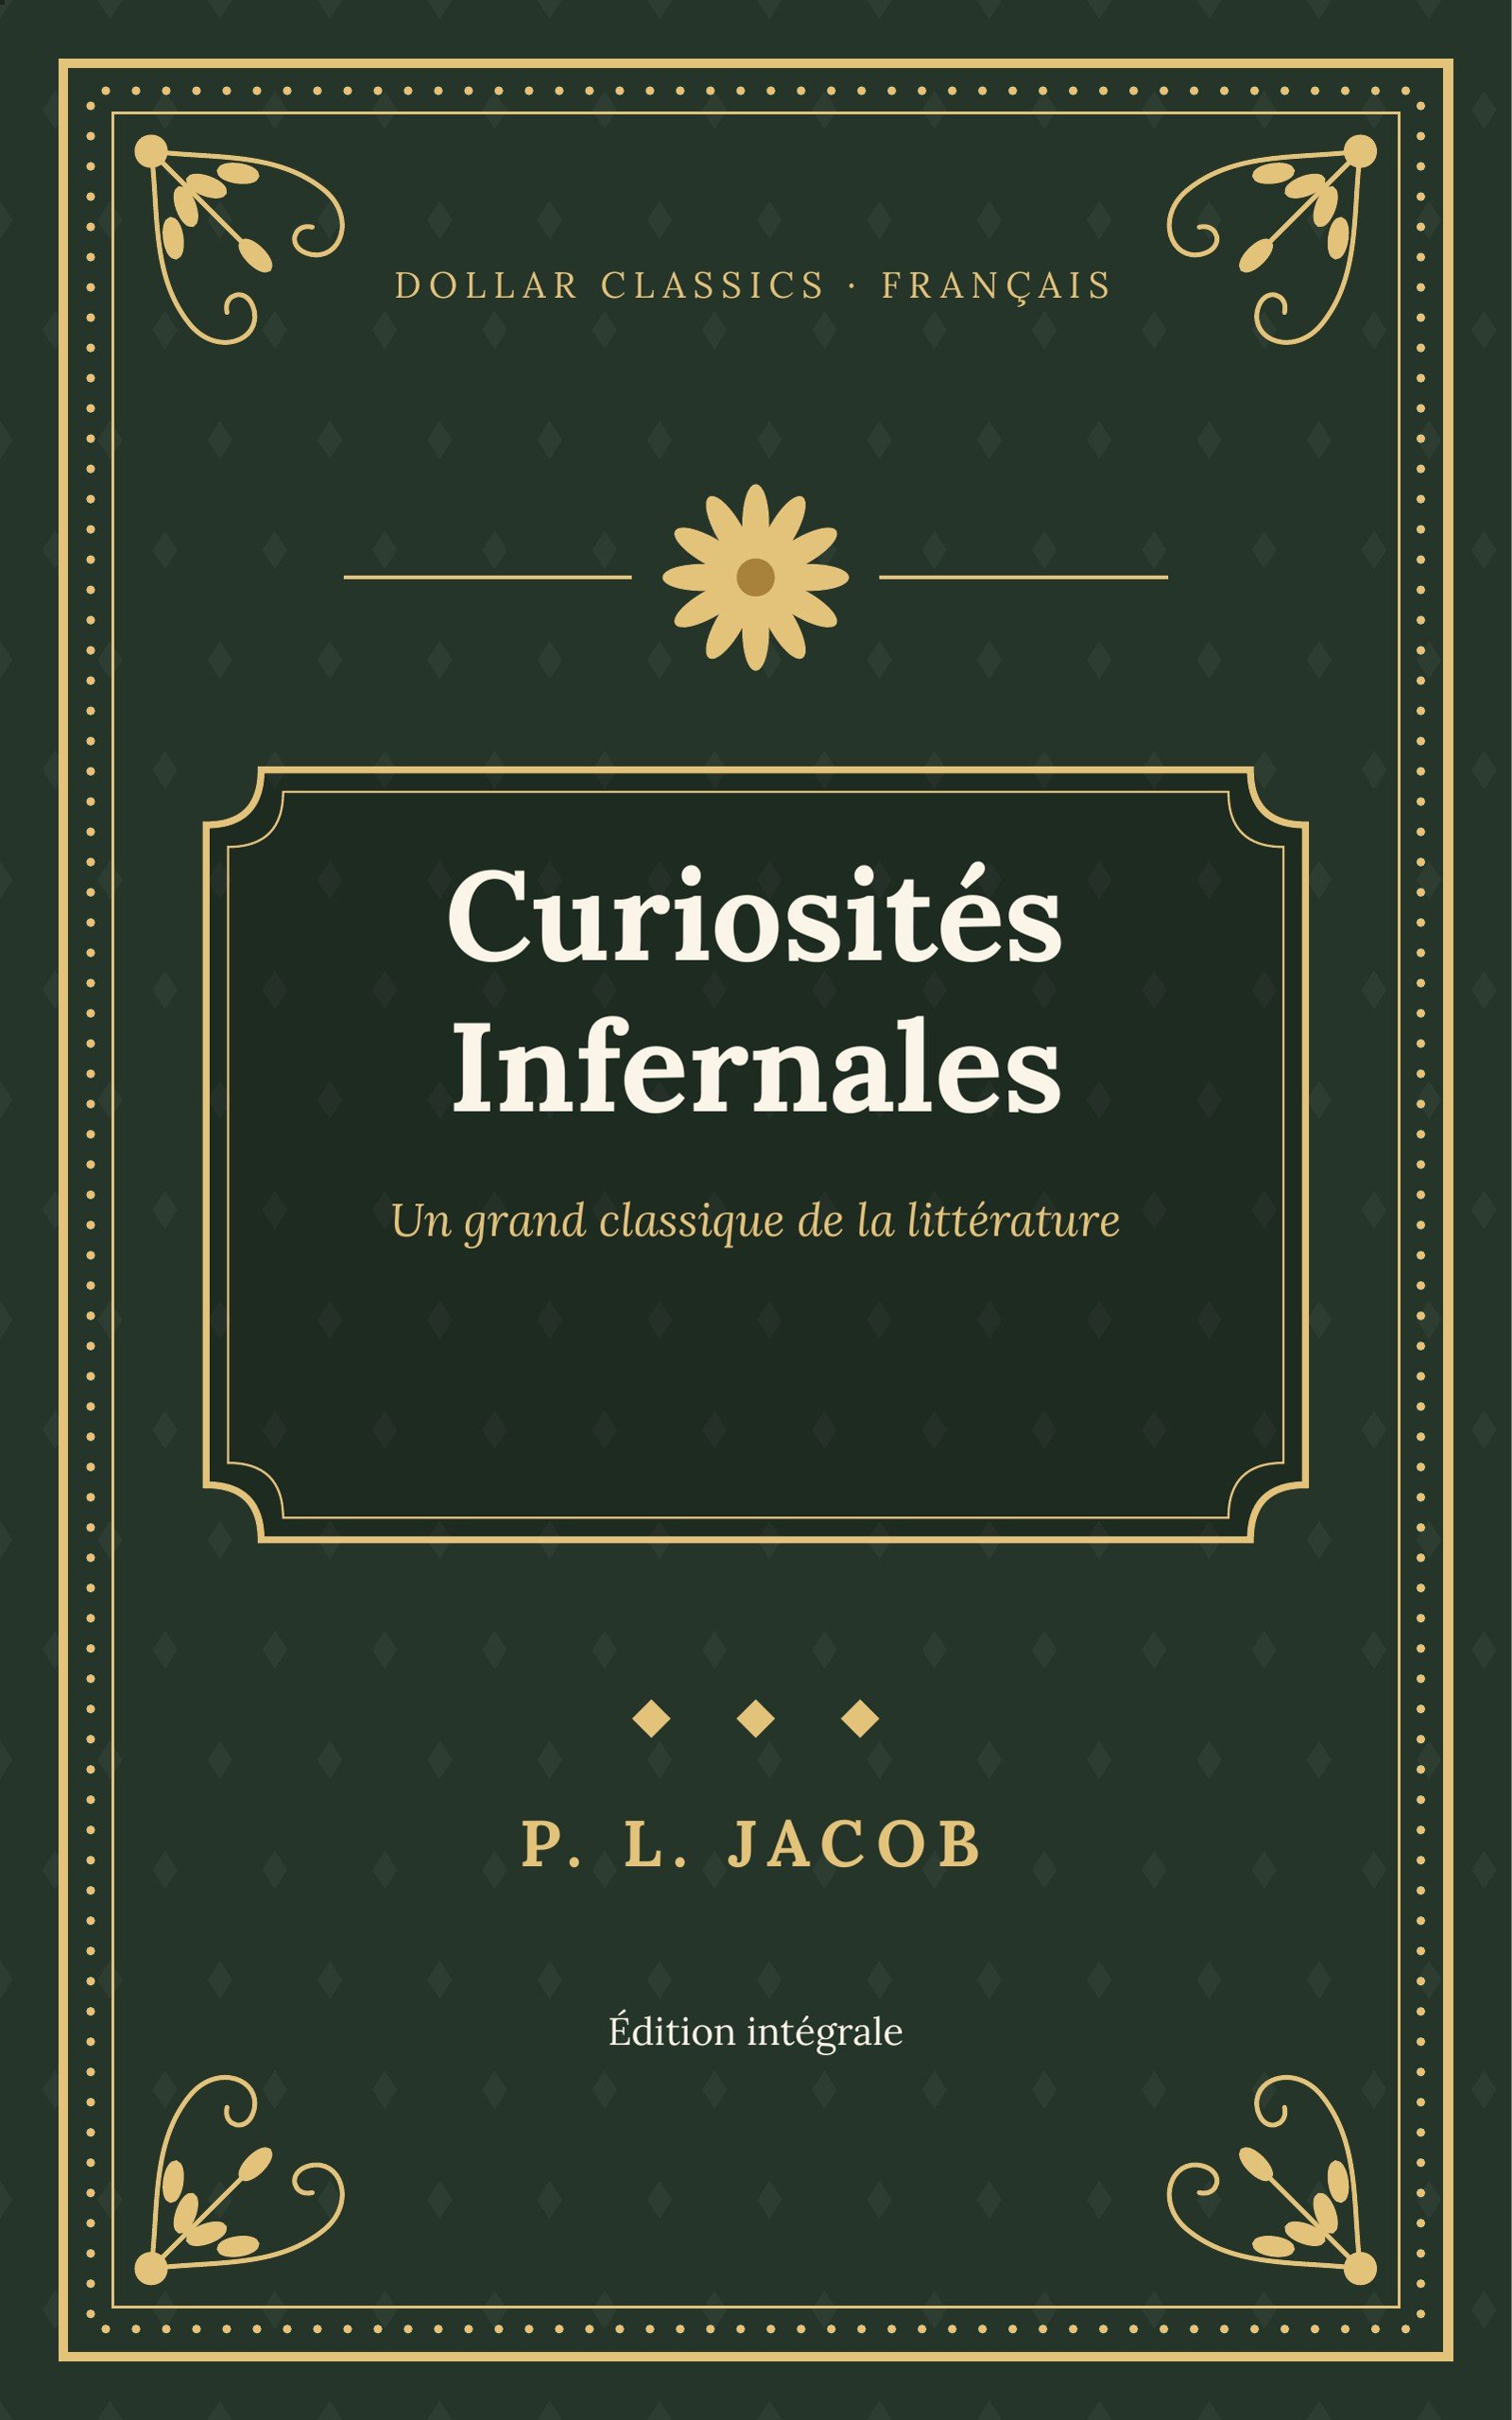 DOLLAR CLASSICS · FRANÇAIS
Curiosités
Infernales
Un grand classique de la littérature
P. L. JACOB
Édition intégrale